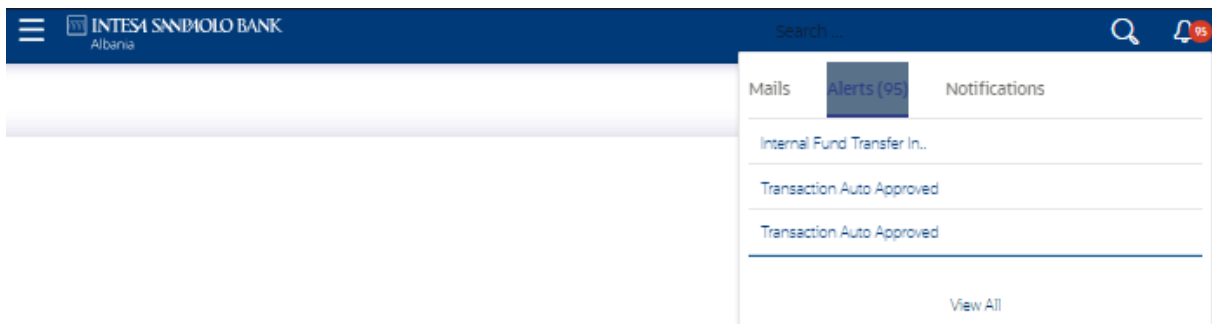 INTESA SANPAOLO BANK
Albania
Search ...
95
Mails Alerts (95) Notifications
Internal Fund Transfer In..
Transaction Auto Approved
Transaction Auto Approved
View All